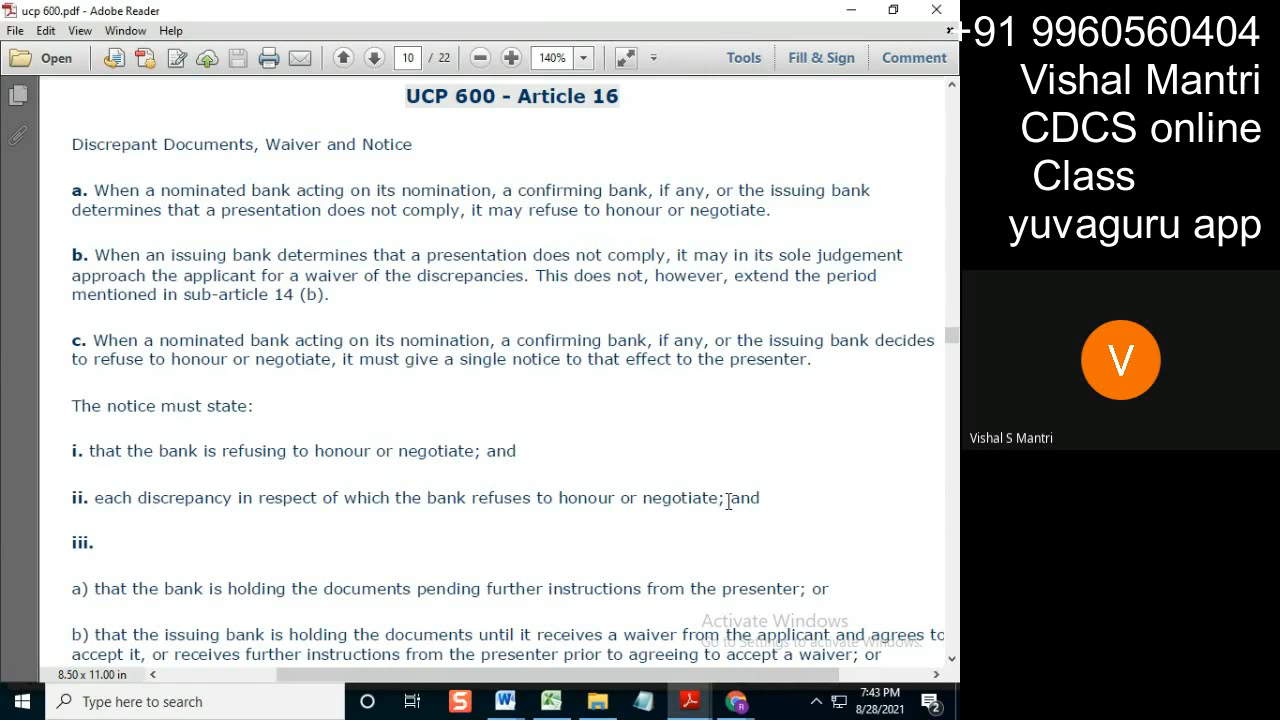 ucp 600.pdf - Adobe Reader
File Edit View Window Help
Open 10 / 22 140% Tools Fill & Sign Comment
UCP 600 - Article 16
Discrepant Documents, Waiver and Notice
a. When a nominated bank acting on its nomination, a confirming bank, if any, or the issuing bank
determines that a presentation does not comply, it may refuse to honour or negotiate.
b. When an issuing bank determines that a presentation does not comply, it may in its sole judgement
approach the applicant for a waiver of the discrepancies. This does not, however, extend the period
mentioned in sub-article 14 (b).
c. When a nominated bank acting on its nomination, a confirming bank, if any, or the issuing bank decides
to refuse to honour or negotiate, it must give a single notice to that effect to the presenter.
The notice must state:
i. that the bank is refusing to honour or negotiate; and
ii. each discrepancy in respect of which the bank refuses to honour or negotiate; and
iii.
a) that the bank is holding the documents pending further instructions from the presenter; or
b) that the issuing bank is holding the documents until it receives a waiver from the applicant and agrees to
accept it, or receives further instructions from the presenter prior to agreeing to accept a waiver; or
Activate Windows
Go to Settings to activate Windows.
8.50 x 11.00 in
Type here to search
7:43 PM
8/28/2021
2
+91 9960560404
Vishal Mantri
CDCS online
Class
yuvaguru app
V
Vishal S Mantri